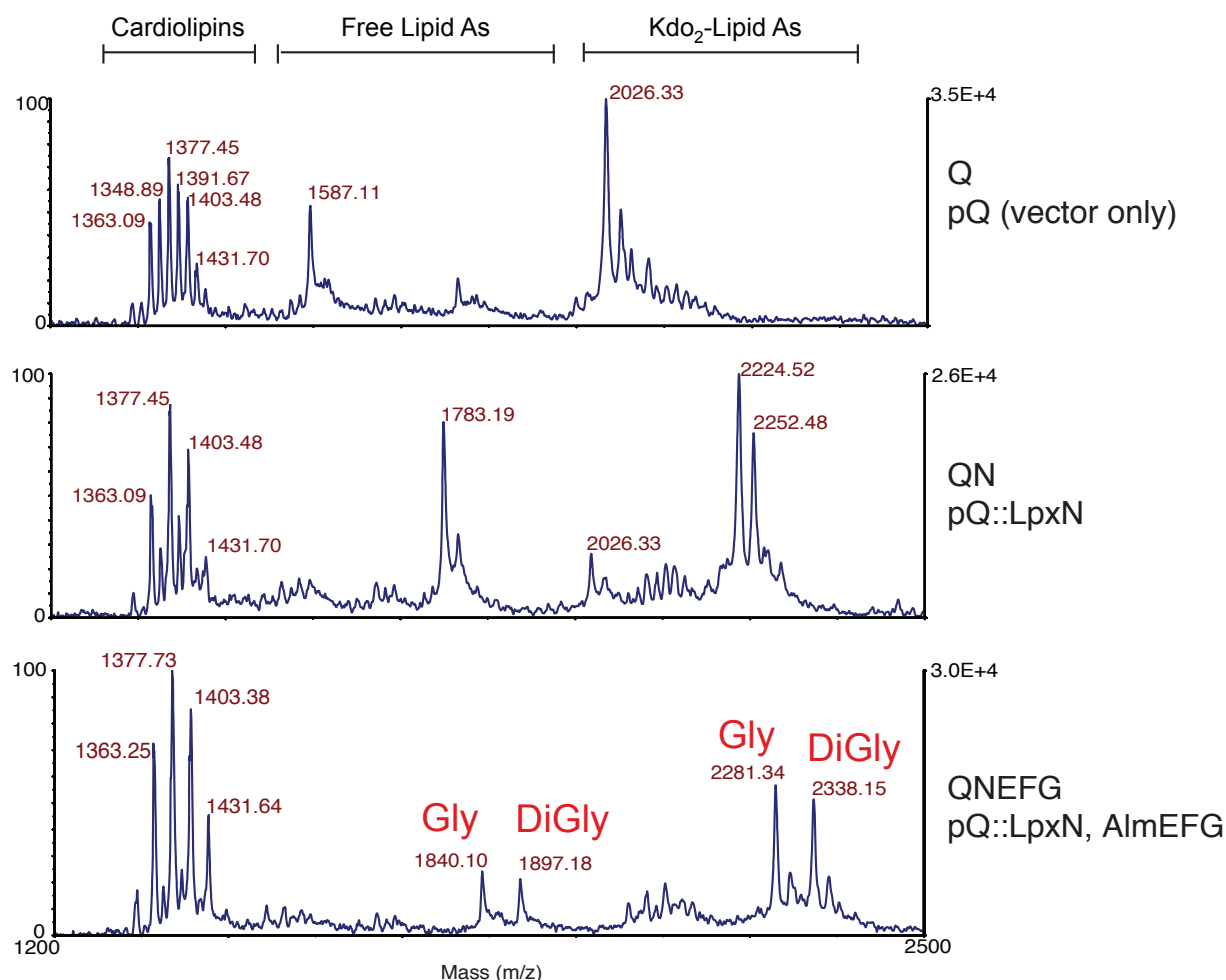 Cardiolipins Free Lipid As Kdo₂-Lipid As
100 3.5E+4
2026.33
1377.45
1391.67
1348.89 1403.48
1363.09
1431.70
1587.11
0
Q
pQ (vector only)
100 2.6E+4
2224.52
1377.45
1783.19
2252.48
1403.48
1363.09
1431.70
2026.33
0
QN
pQ::LpxN
100 3.0E+4
1377.73
1403.38
1363.25
1431.64
Gly DiGly
1840.10 1897.18
Gly DiGly
2281.34 2338.15
0
QNEFG
pQ::LpxN, AlmEFG
1200 2500
Mass (m/z)